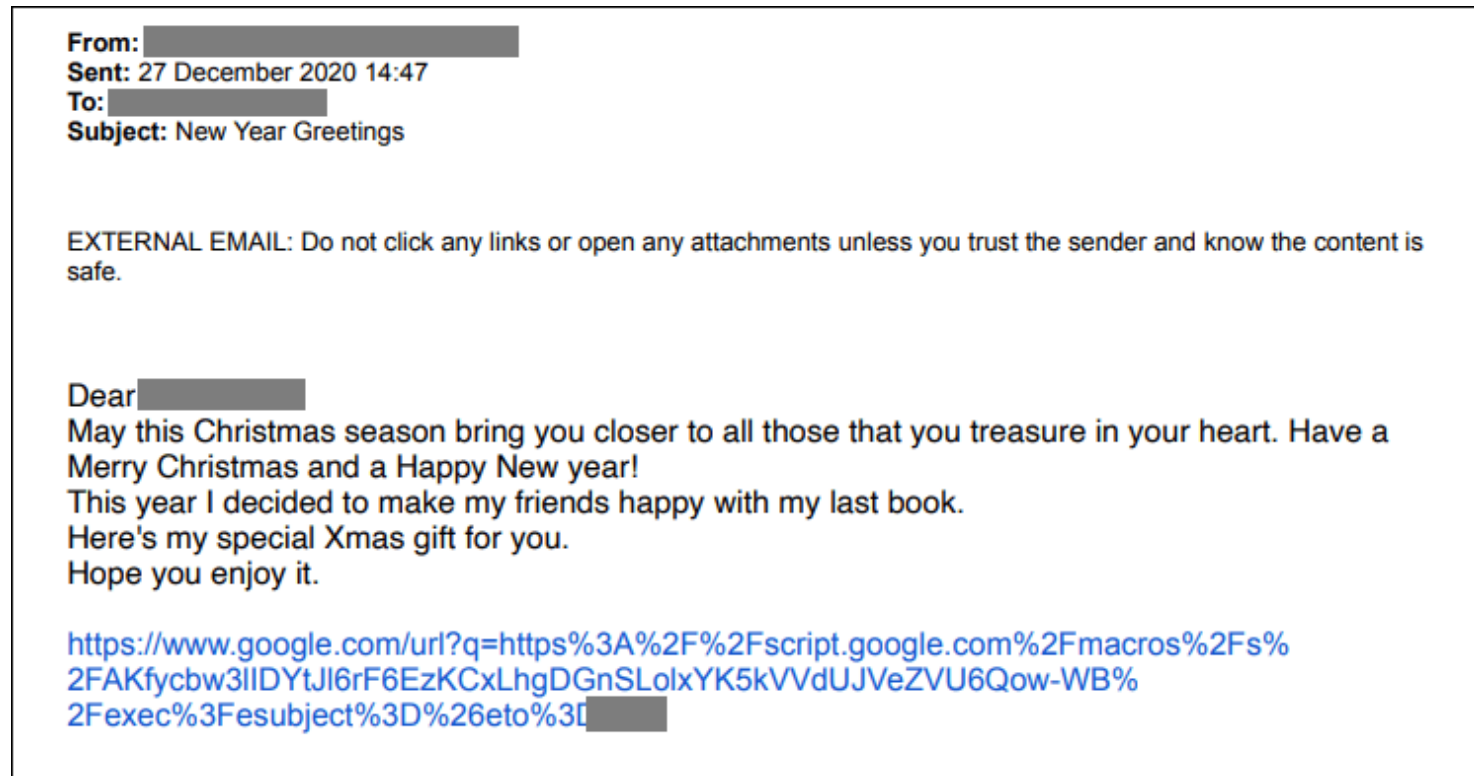 From:
Sent: 27 December 2020 14:47
To:
Subject: New Year Greetings
EXTERNAL EMAIL: Do not click any links or open any attachments unless you trust the sender and know the content is
safe.
Dear
May this Christmas season bring you closer to all those that you treasure in your heart. Have a
Merry Christmas and a Happy New year!
This year I decided to make my friends happy with my last book.
Here's my special Xmas gift for you.
Hope you enjoy it.
https://www.google.com/url?q=https%3A%2F%2Fscript.google.com%2Fmacros%2Fs%
2FAKfycbw3lIDYtJl6rF6EzKCxLhgDGnSLolxYK5kVVdUJVeZVU6Qow-WB%
2Fexec%3Fesubject%3D%26eto%3D